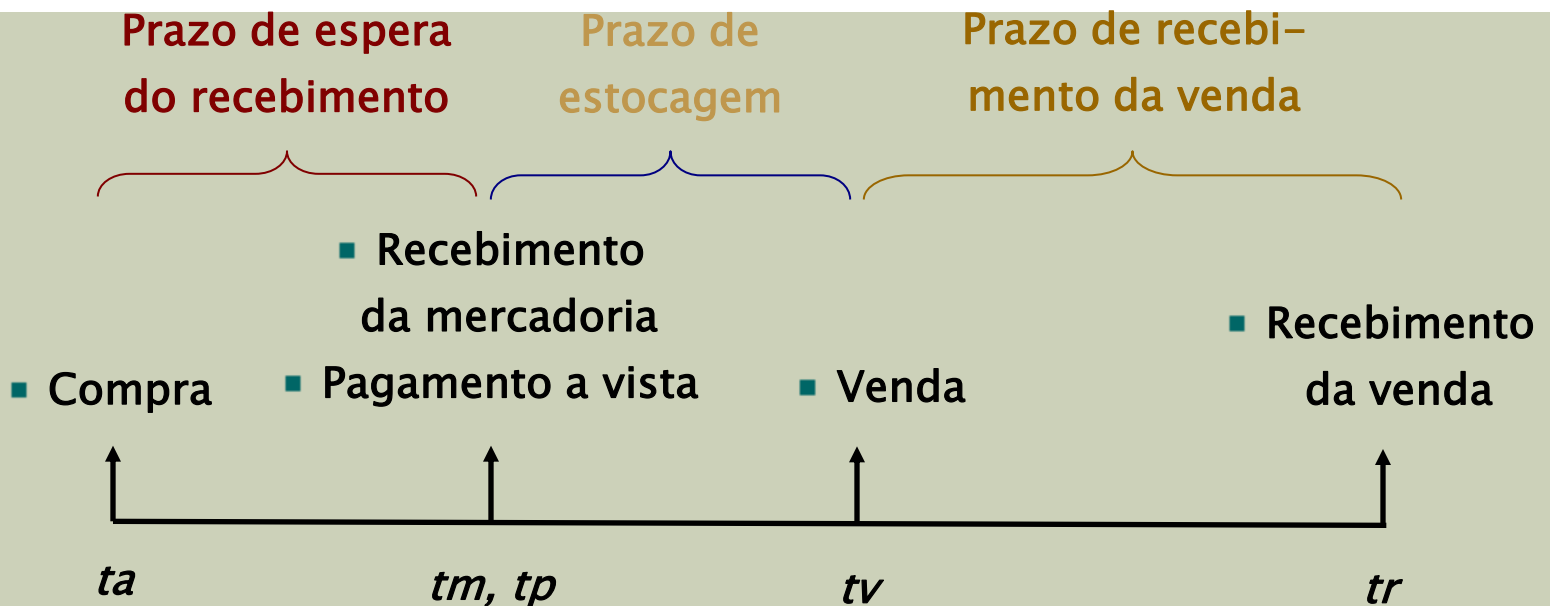 Prazo de espera
do recebimento
Prazo de
estocagem
Prazo de recebi-
mento da venda
▪ Recebimento
da mercadoria
▪ Compra
▪ Pagamento a vista
▪ Venda
▪ Recebimento
da venda
ta
tm, tp
tv
tr